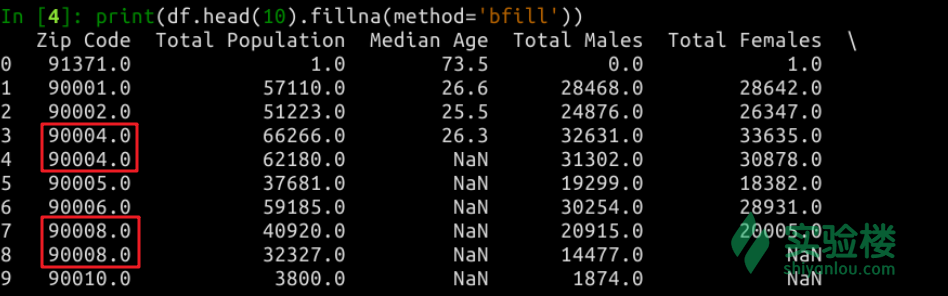 In [4]: print(df.head(10).fillna(method='bfill'))
Zip Code Total Population Median Age Total Males Total Females \
0 91371.0 1.0 73.5 0.0 1.0
1 90001.0 57110.0 26.6 28468.0 28642.0
2 90002.0 51223.0 25.5 24876.0 26347.0
3 90004.0 66266.0 26.3 32631.0 33635.0
4 90004.0 62180.0 NaN 31302.0 30878.0
5 90005.0 37681.0 NaN 19299.0 18382.0
6 90006.0 59185.0 NaN 30254.0 28931.0
7 90008.0 40920.0 NaN 20915.0 20005.0
8 90008.0 32327.0 NaN 14477.0 NaN
9 90010.0 3800.0 NaN 1874.0 NaN
实验楼
shiyanlou.com